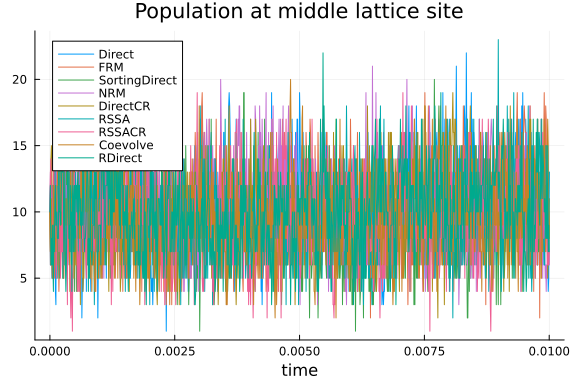 Population at middle lattice site
Direct
FRM
SortingDirect
NRM
DirectCR
RSSA
RSSACR
Coevolve
RDirect
20
15
10
5
0.0000 0.0025 0.0050 0.0075 0.0100
time